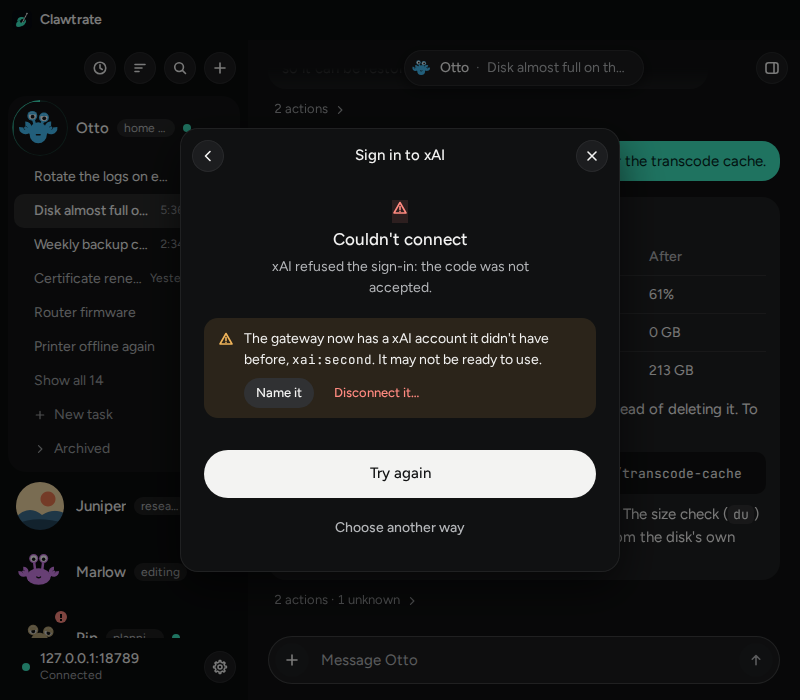 Clawtrate
Otto · Disk almost full on th...
Otto home ...
2 actions
Rotate the logs on e...
Disk almost full o... 5:36
Weekly backup c... 2:34
Certificate rene... Yeste
Router firmware
Printer offline again
Show all 14
New task
Archived
Juniper resea...
Marlow editing
Pip planni...
127.0.0.1:18789
Connected
the transcode cache.
After
61%
0 GB
213 GB
ead of deleting it. To
/transcode-cache
The size check ( du )
om the disk's own
2 actions · 1 unknown
Message Otto
Sign in to xAI
Couldn't connect
xAI refused the sign-in: the code was not
accepted.
The gateway now has a xAI account it didn't have
before, xai:second. It may not be ready to use.
Name it Disconnect it...
Try again
Choose another way